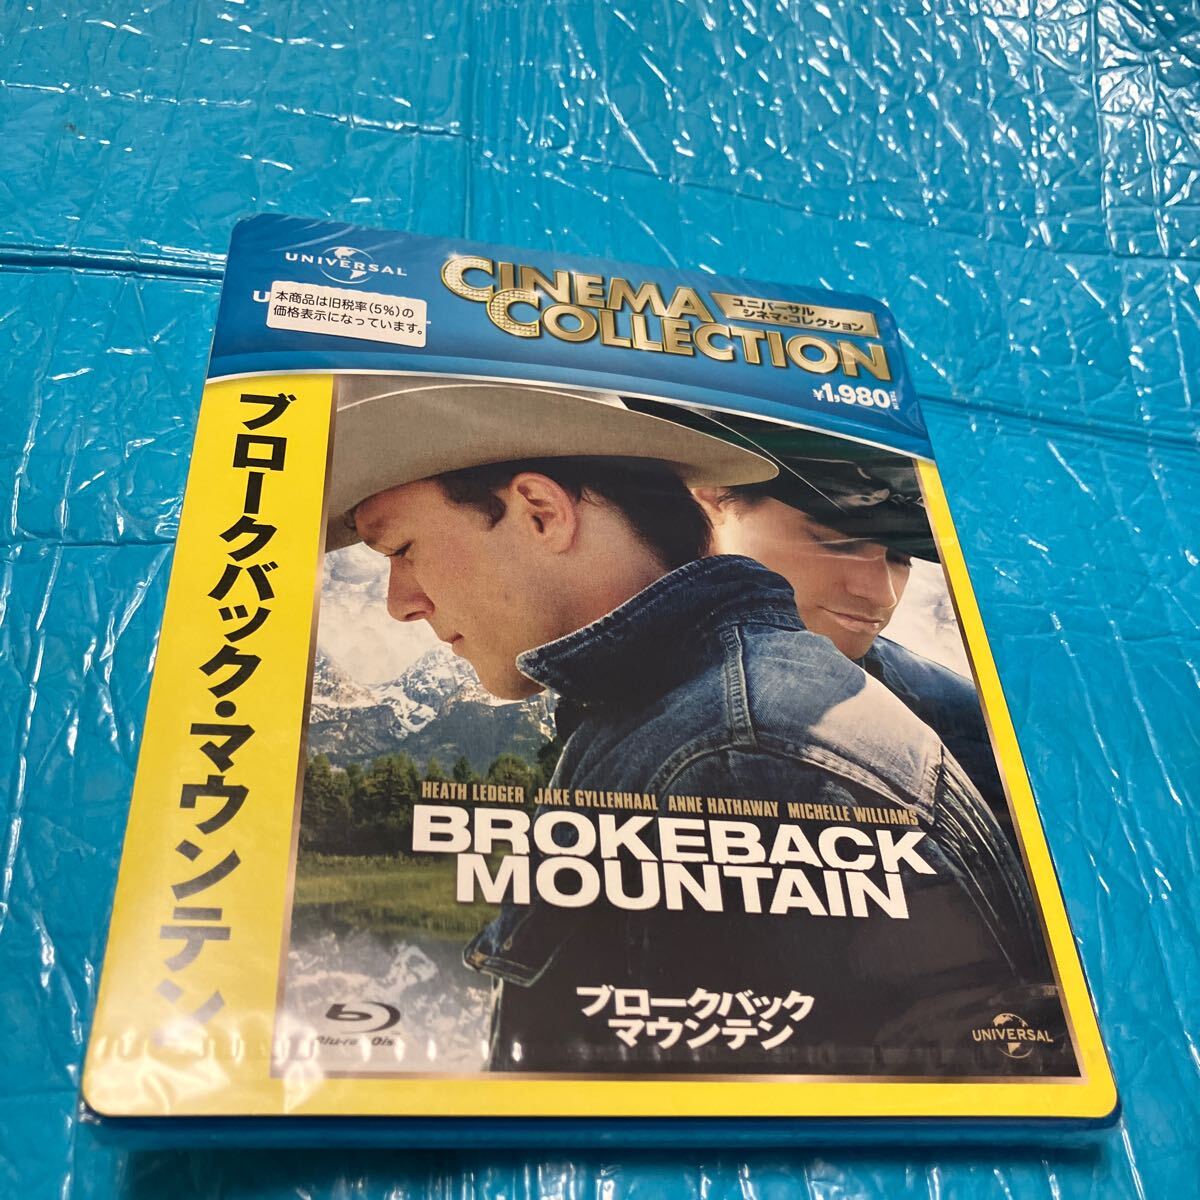 UNIVERSAL
U
本商品は旧税率(5%)の
価格表示になっています。
CINEMA
COLLECTION
ユニバーサル
シネマ・コレクション
¥1,980
ブロークバック・マウンテン
HEATH LEDGER JAKE GYLLENHAAL ANNE HATHAWAY MICHELLE WILLIAMS
BROKEBACK
MOUNTAIN
ブロークバック
マウンテン
Blu-ray Disc
UNIVERSAL